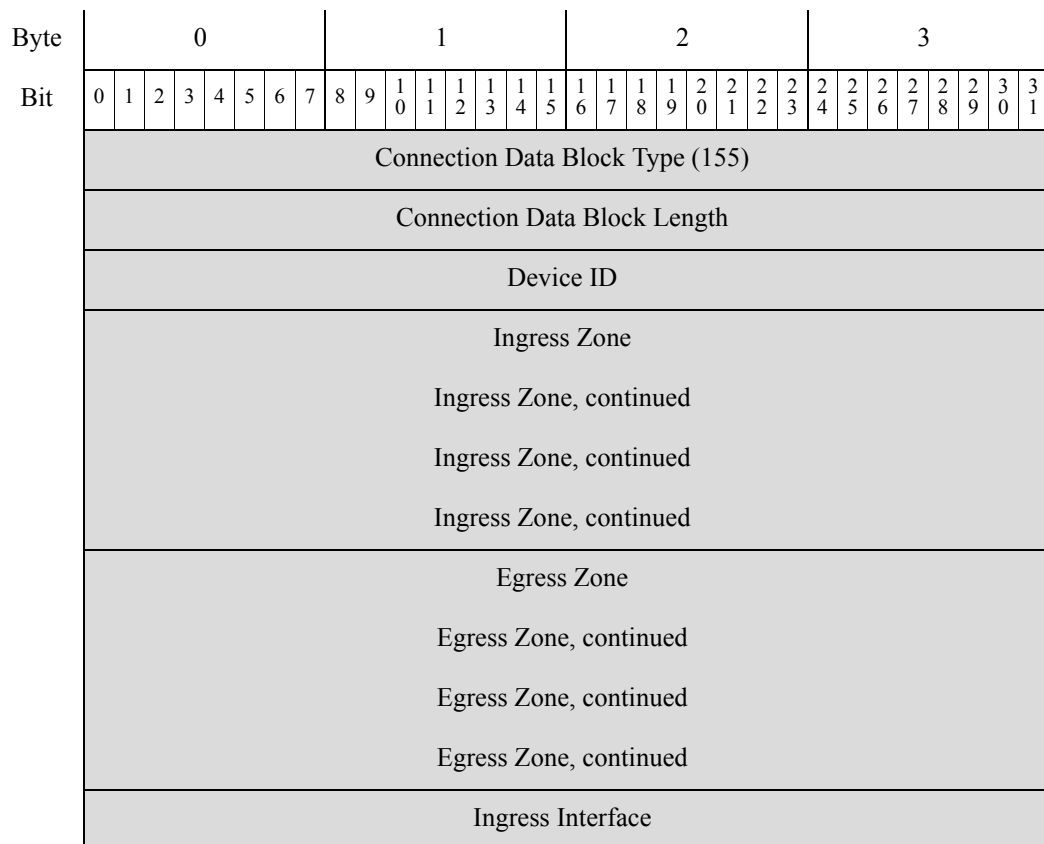 Byte 0 1 2 3
Bit 0 1 2 3 4 5 6 7 8 9 10 11 12 13 14 15 16 17 18 19 20 21 22 23 24 25 26 27 28 29 30 31
Connection Data Block Type (155)
Connection Data Block Length
Device ID
Ingress Zone
Ingress Zone, continued
Ingress Zone, continued
Ingress Zone, continued
Egress Zone
Egress Zone, continued
Egress Zone, continued
Egress Zone, continued
Ingress Interface